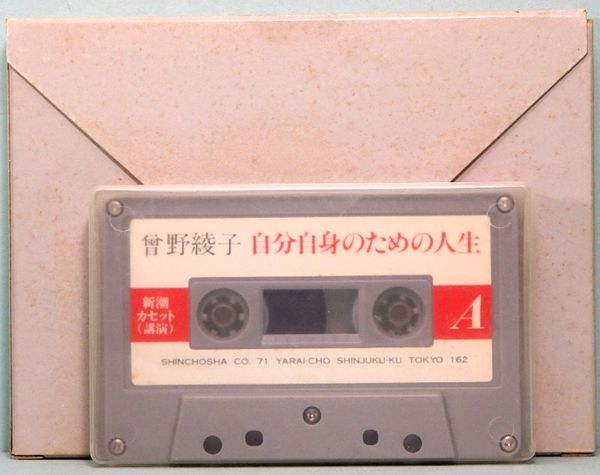 曾野綾子 自分自身のための人生
新潮
カセット
(講演)
A
SHINCHOSHA CO. 71 YARAI-CHO SHINJUKU-KU TOKYO 162